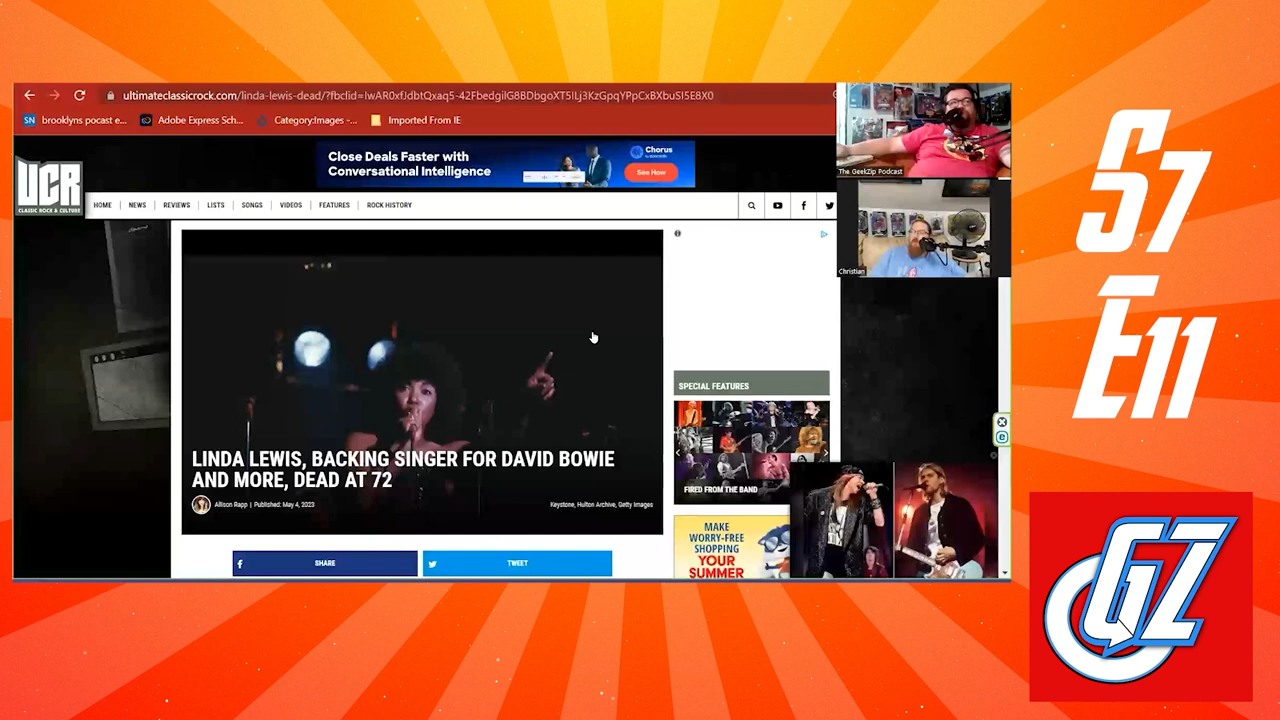 ultimateclassicrock.com/linda-lewis-dead/?fbclid=IwAR0xfJdbtQxaq5-42FbedgilG8BDbgoXT5ILj3KzGpqYPpCxBXbuSI5E8X0
SN brooklyns pocast e... Adobe Express Sch... Category:Images -... Imported From IE
The GeekZip Podcast
Christian
UCR
CLASSIC ROCK & CULTURE
Close Deals Faster with
Conversational Intelligence
Chorus
See How
HOME NEWS REVIEWS LISTS SONGS VIDEOS FEATURES ROCK HISTORY
LINDA LEWIS, BACKING SINGER FOR DAVID BOWIE
AND MORE, DEAD AT 72
Allison Rapp | Published: May 4, 2023
Keystone, Hulton Archive, Getty Images
SHARE
TWEET
SPECIAL FEATURES
FIRED FROM THE BAND
MAKE
WORRY-FREE
SHOPPING
YOUR
SUMMER
S7
E11
GZ